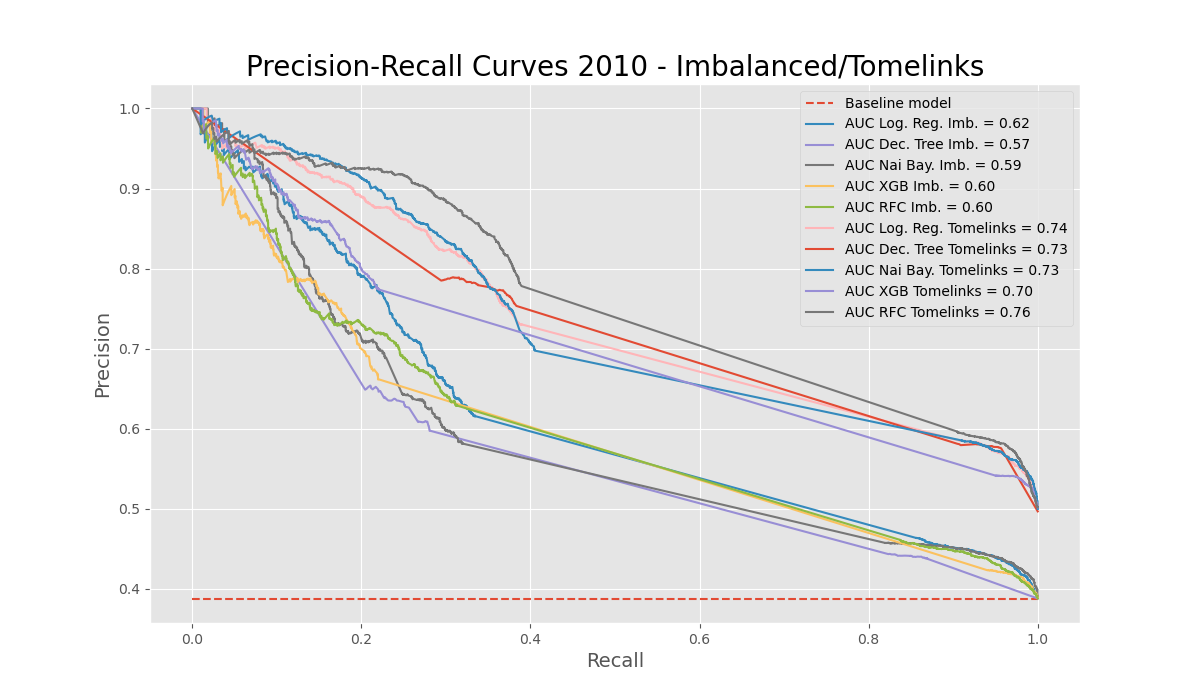 Precision-Recall Curves 2010 - Imbalanced/Tomelinks
Baseline model
AUC Log. Reg. Imb. = 0.62
AUC Dec. Tree Imb. = 0.57
AUC Nai Bay. Imb. = 0.59
AUC XGB Imb. = 0.60
AUC RFC Imb. = 0.60
AUC Log. Reg. Tomelinks = 0.74
AUC Dec. Tree Tomelinks = 0.73
AUC Nai Bay. Tomelinks = 0.73
AUC XGB Tomelinks = 0.70
AUC RFC Tomelinks = 0.76
Precision
1.0
0.9
0.8
0.7
0.6
0.5
0.4
0.0 0.2 0.4 0.6 0.8 1.0
Recall